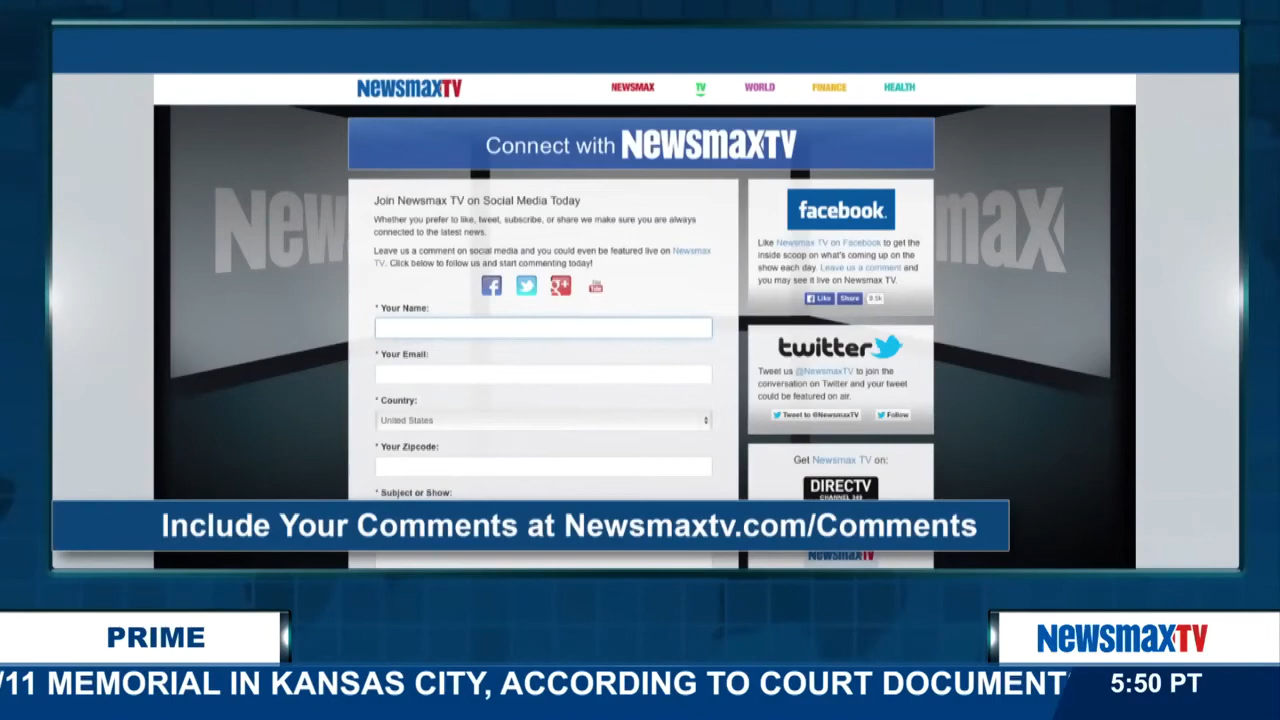 NEWSMAXTV
NEWSMAX
TV
WORLD
FINANCE
HEALTH
Connect with NEWSMAXTV
Join Newsmax TV on Social Media Today
Whether you prefer to like, tweet, subscribe, or share we make sure you are always
connected to the latest news.
Leave us a comment on social media and you could even be featured live on Newsmax
TV. Click below to follow us and start commenting today!
* Your Name:
* Your Email:
* Country:
United States
* Your Zipcode:
* Subject or Show:
facebook
Like Newsmax TV on Facebook to get the
inside scoop on what's coming up on the
show each day. Leave us a comment and
you may see it live on Newsmax TV.
Like Share 9.1k
twitter
Tweet us @NewsmaxTV to join the
conversation on Twitter and your tweet
could be featured on air.
Tweet to @NewsmaxTV Follow
Get Newsmax TV on:
DIRECTV
CHANNEL 349
NEWSMAXTV
NEW
MAX
Include Your Comments at Newsmaxtv.com/Comments
PRIME
NEWSMAXTV
/11 MEMORIAL IN KANSAS CITY, ACCORDING TO COURT DOCUMENT
5:50 PT